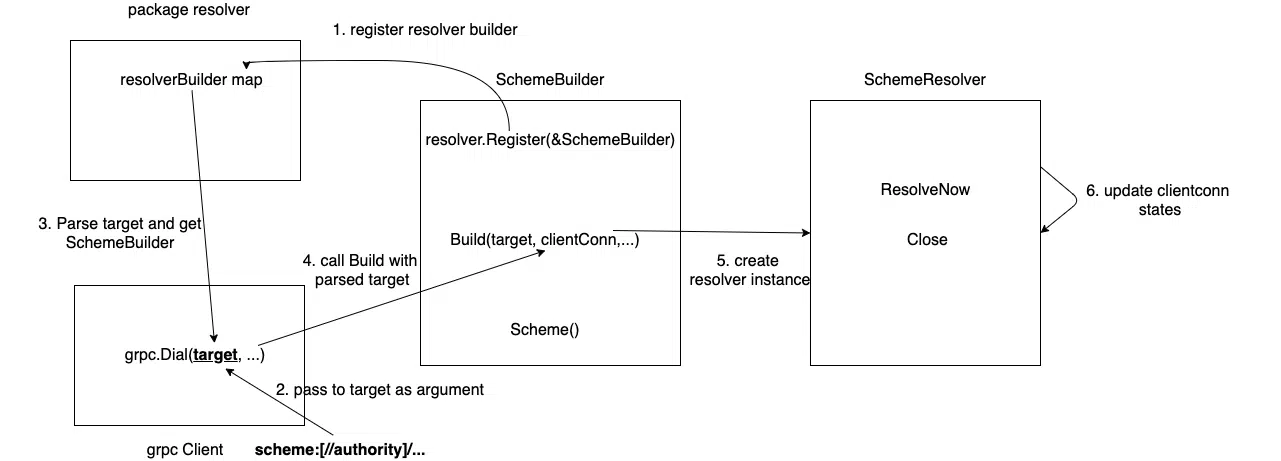 package resolver
1. register resolver builder
resolverBuilder map
SchemeBuilder
SchemeResolver
resolver.Register(&SchemeBuilder)
ResolveNow
6. update clientconn
states
3. Parse target and get
SchemeBuilder
Build(target, clientConn,...)
Close
4. call Build with
parsed target
5. create
resolver instance
Scheme()
grpc.Dial(target, ...)
2. pass to target as argument
grpc Client
scheme:[//authority]/...